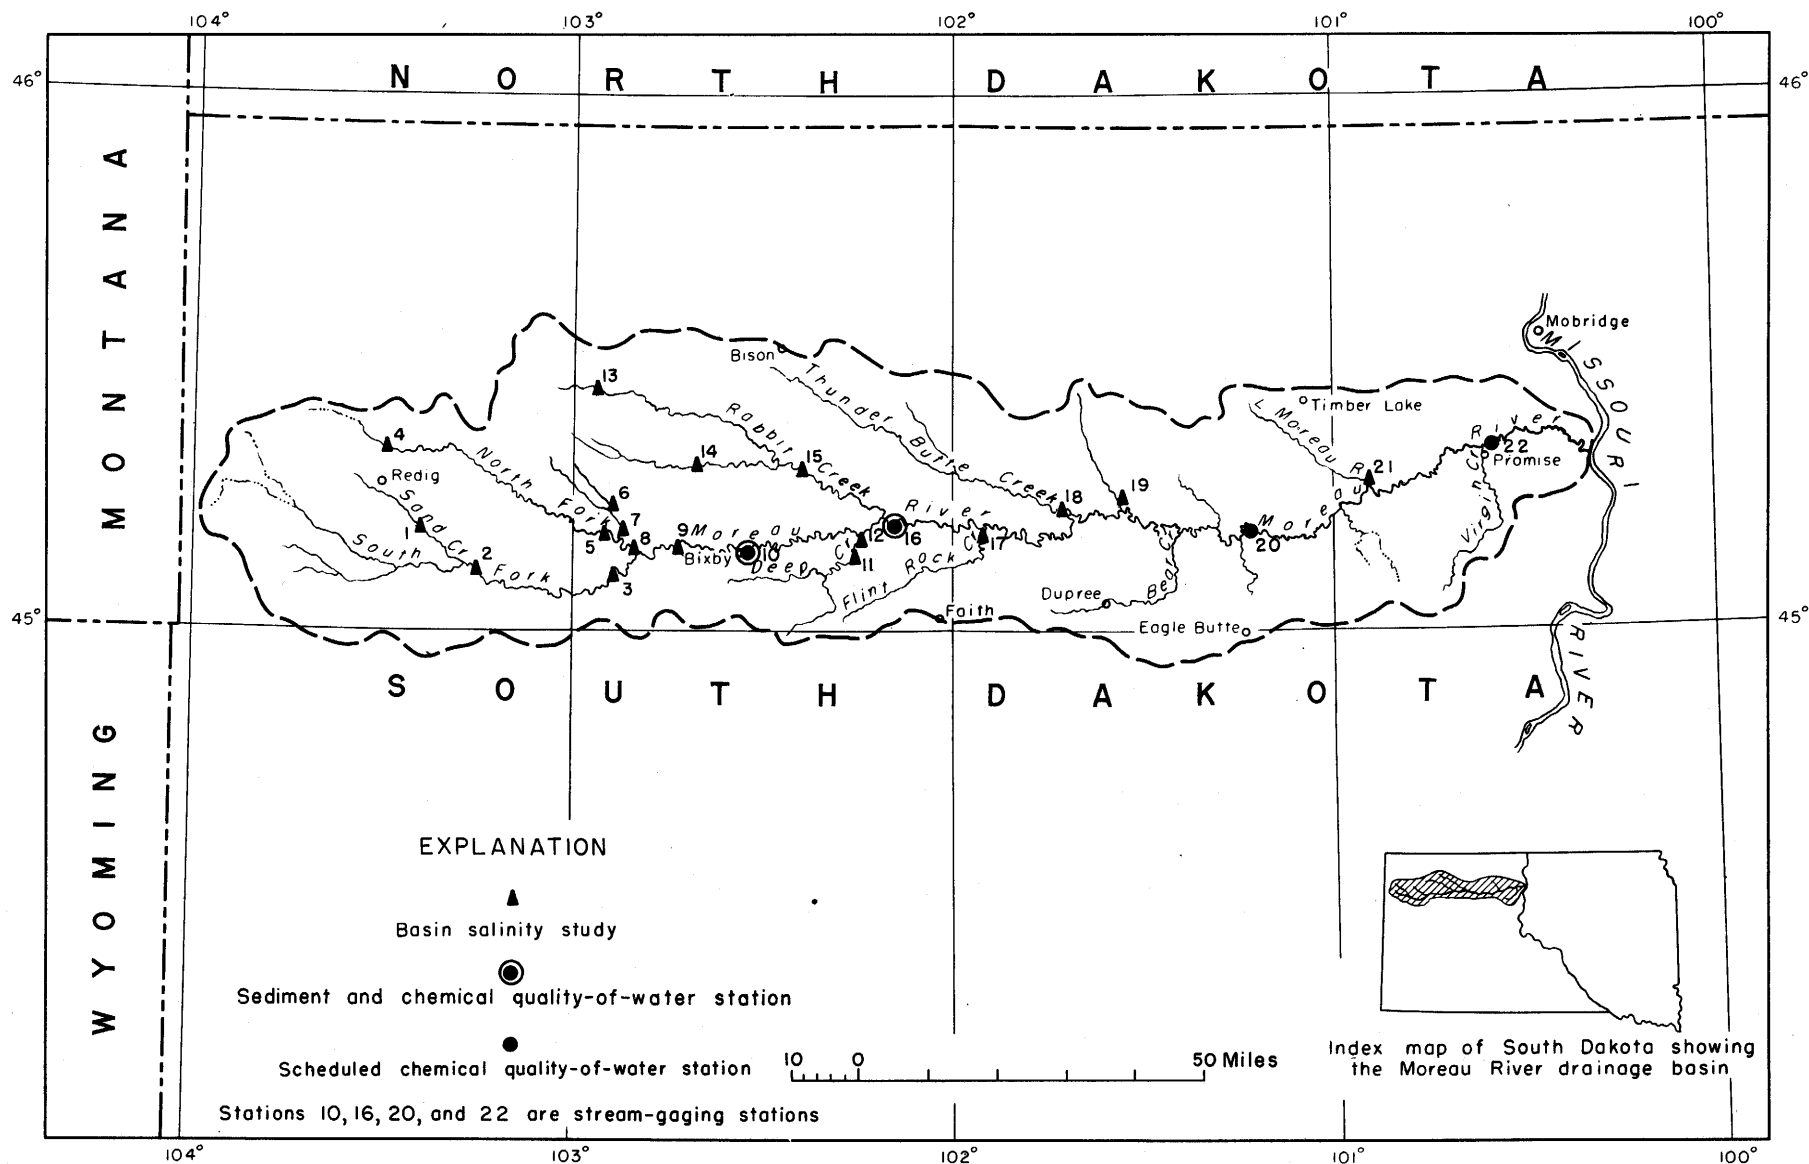 104° 103° 102° 101° 100°
46° 46°
NORTH DAKOTA
MONTANA
Mobridge
MISSOURI
Bison
13
Thunder Butte Creek
Rabbit Creek
Timber Lake
L. Moreau R.
River
22
Promise
4
Redig
North Fork
14
15
21
Sand Cr.
1
6
7
5
8
9
Moreau
River
18
19
Moreau
Virgin Cr.
South Fork
2
3
Bixby
10
Deep Cr.
12
11
16
17
20
Flint Rock Cr.
Bear
Dupree
Faith
Eagle Butte
45° 45°
SOUTH DAKOTA
RIVER
WYOMING
EXPLANATION
Basin salinity study
Sediment and chemical quality-of-water station
Scheduled chemical quality-of-water station
Stations 10, 16, 20, and 22 are stream-gaging stations
10 0 50 Miles
Index map of South Dakota showing
the Moreau River drainage basin
104° 103° 102° 101° 100°